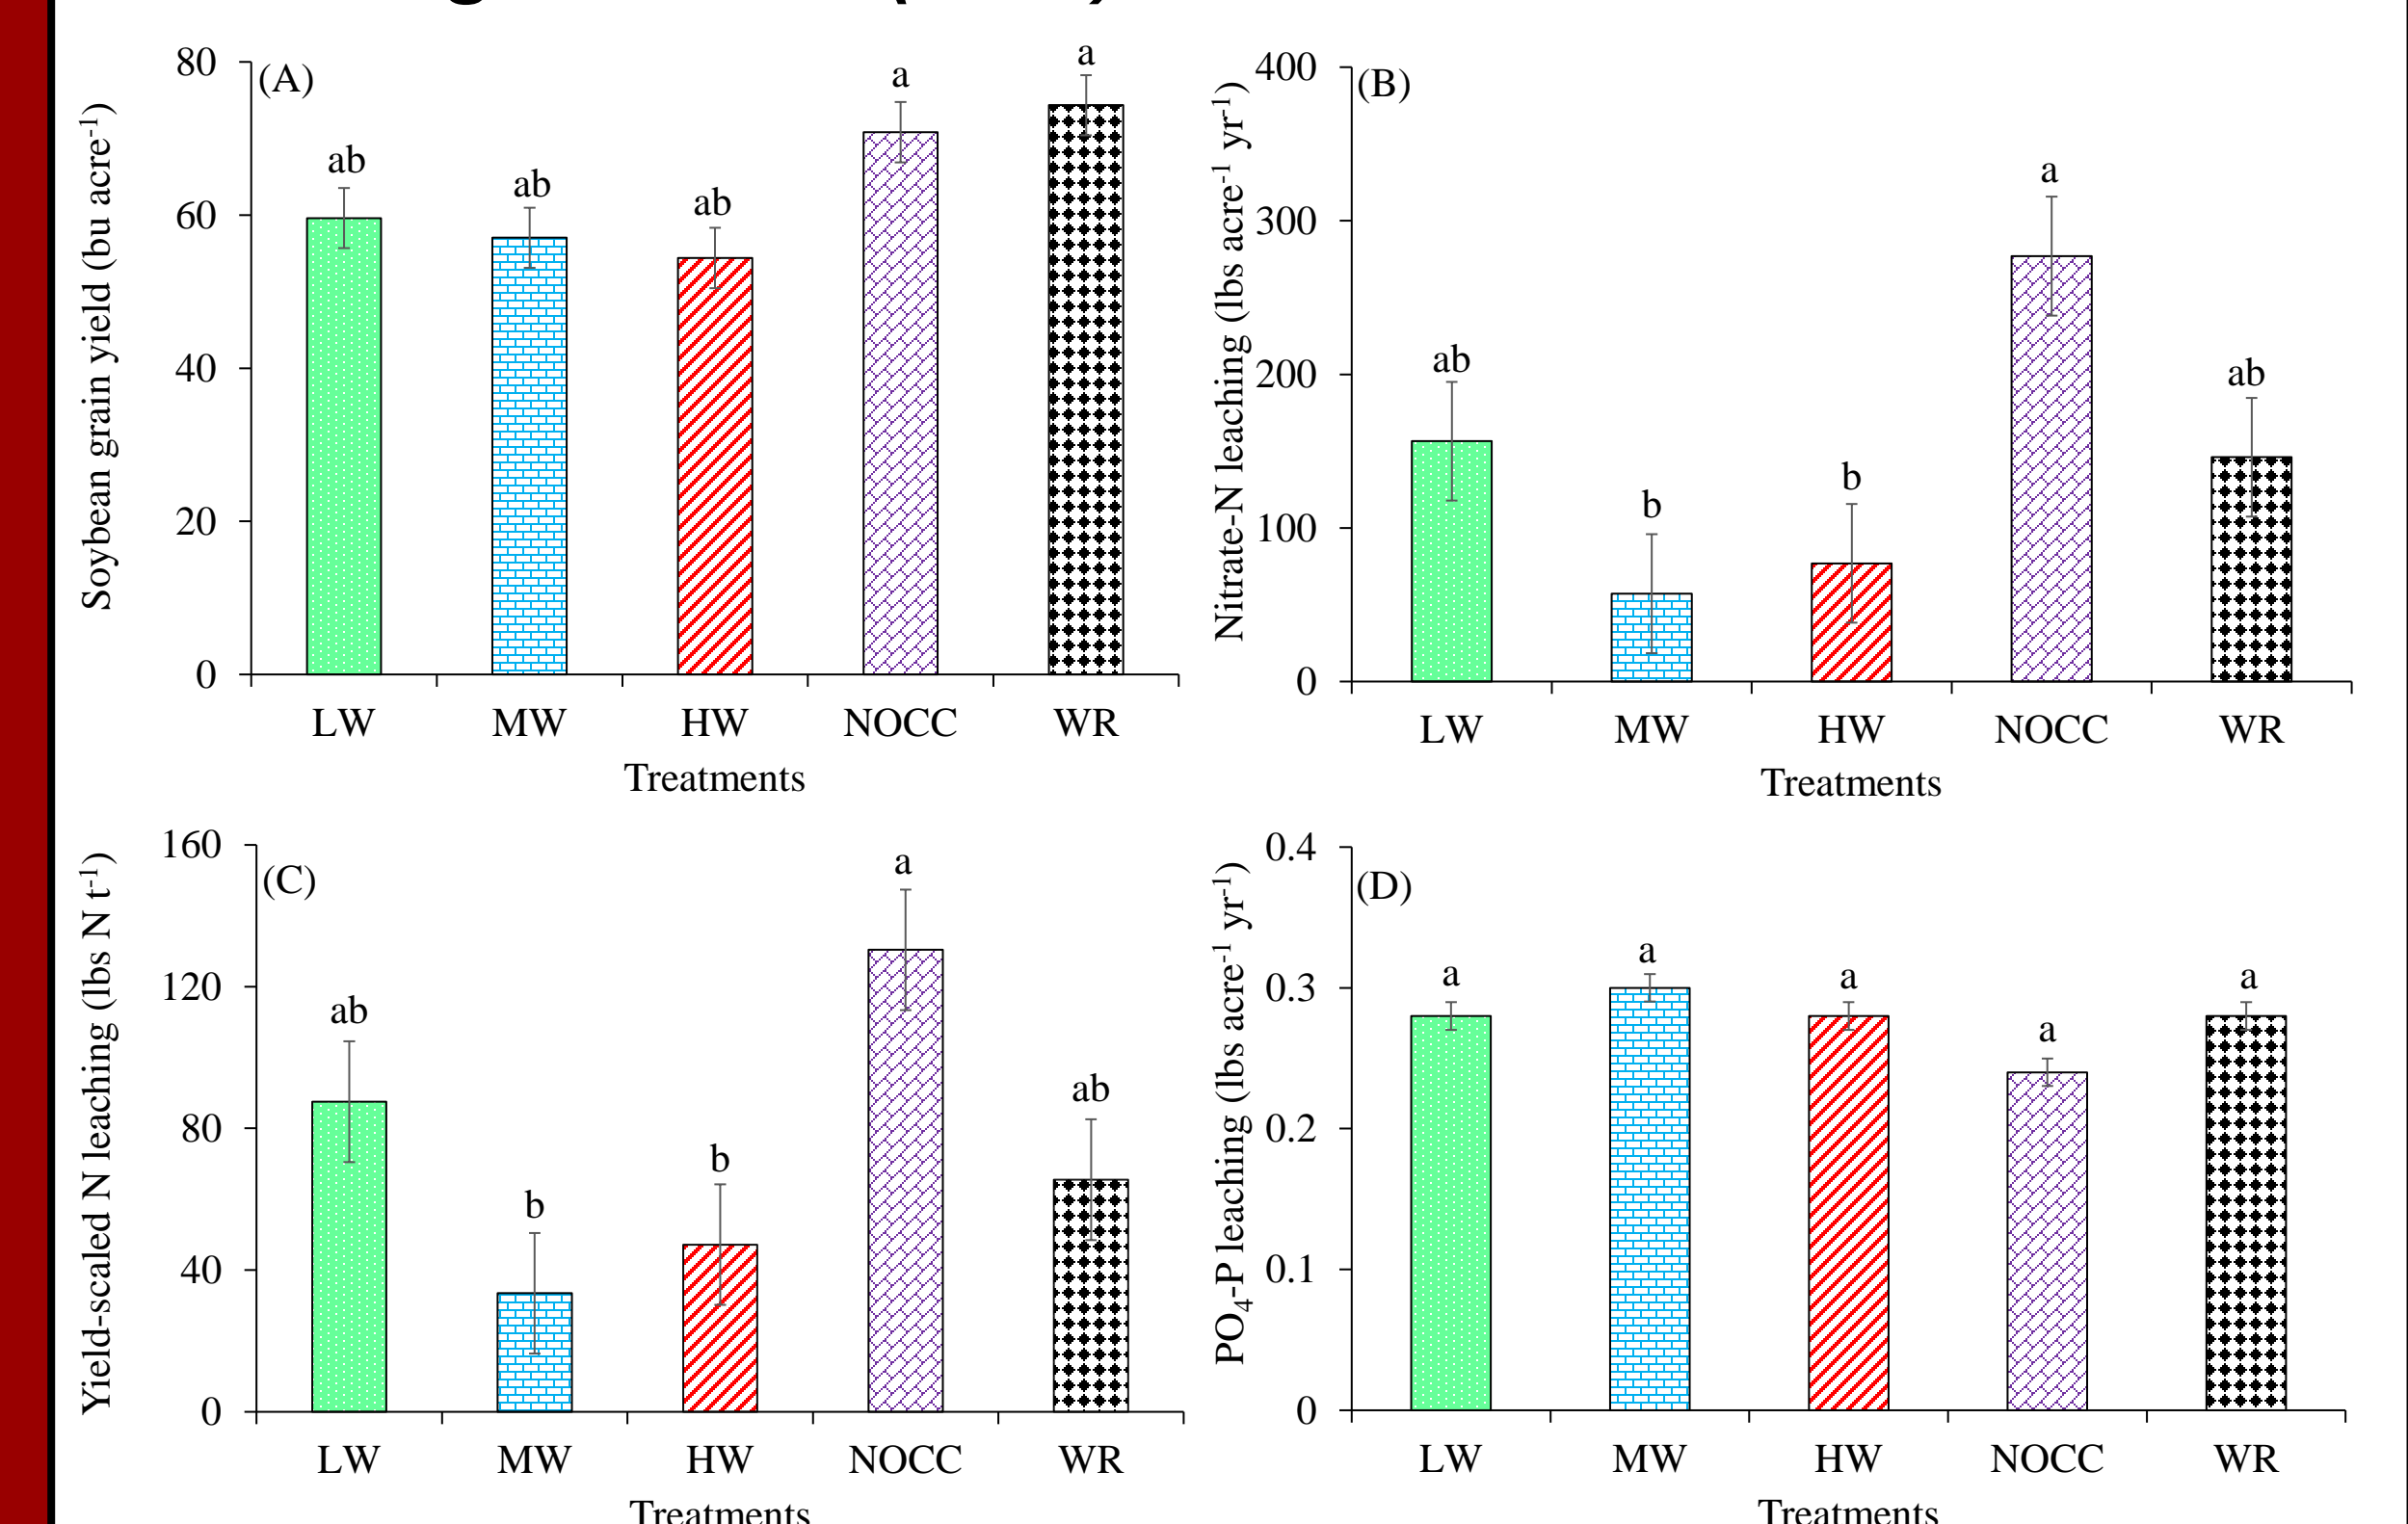 80
(A)
60
40
20
0
Soybean grain yield (bu acre⁻¹)
ab
ab
ab
a
a
LW MW HW NOCC WR
Treatments
400
(B)
300
200
100
0
Nitrate-N leaching (lbs acre⁻¹ yr⁻¹)
ab
b
b
a
ab
LW MW HW NOCC WR
Treatments
160
(C)
120
80
40
0
Yield-scaled N leaching (lbs N t⁻¹)
ab
b
b
a
ab
LW MW HW NOCC WR
Treatments
0.4
(D)
0.3
0.2
0.1
0
PO₄-P leaching (lbs acre⁻¹ yr⁻¹)
a
a
a
a
a
LW MW HW NOCC WR
Treatments